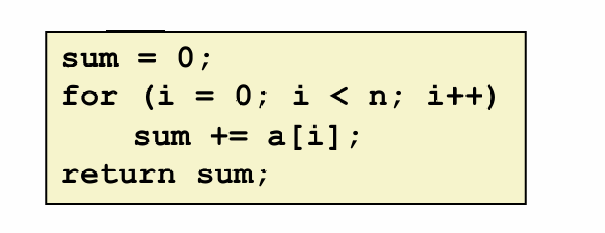 sum = 0;
for (i = 0; i < n; i++)
    sum += a[i];
return sum;